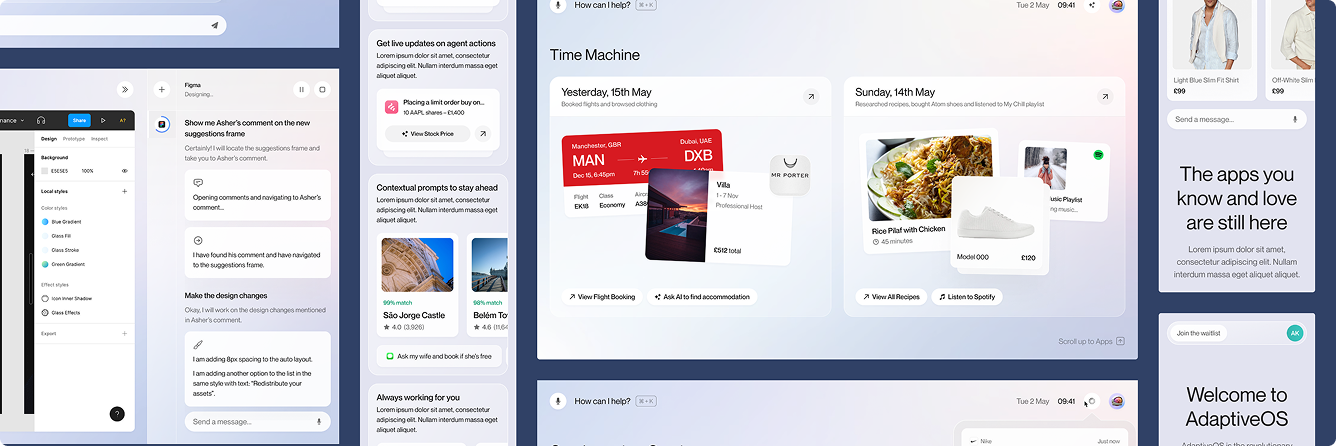 Figma
Designing...
nance
Share
A7
Design Prototype Inspect
Background
E5E5E5 100%
Local styles
Color styles
Blue Gradient
Glass Fill
Glass Stroke
Green Gradient
Effect styles
Icon Inner Shadow
Glass Effects
Export
?
Show me Asher's comment on the new
suggestions frame
Certainly! I will locate the suggestions frame and
take you to Asher's comment.
Opening comments and navigating to Asher's
comment...
I have found his comment and have navigated
to the suggestions frame.
Make the design changes
Okay, I will work on the design changes mentioned
in Asher's comment.
I am adding 8px spacing to the auto layout.
I am adding another option to the list in the
same style with text: "Redistribute your
assets".
Send a message...
Get live updates on agent actions
Lorem ipsum dolor sit amet, consectetur
adipiscing elit. Nullam interdum massa eget
aliquet aliquet.
Placing a limit order buy on...
10 AAPL shares – £1,400
View Stock Price
Contextual prompts to stay ahead
Lorem ipsum dolor sit amet, consectetur
adipiscing elit. Nullam interdum massa eget
aliquet aliquet.
99% match
São Jorge Castle
4.0 (3,926)
98% match
Belém To
4.6 (11,64
Ask my wife and book if she's free
Always working for you
Lorem ipsum dolor sit amet, consectetur
adipiscing elit. Nullam interdum massa eget
aliquet aliquet.
How can I help? ⌘+K
Tue 2 May 09:41
Time Machine
Yesterday, 15th May
Booked flights and browsed clothing
Manchester, GBR
Dubai, UAE
MAN
DXB
Dec 15, 6:45pm
7h 55
Flight
Class
Aircra
EK18
Economy
A38
Villa
1 - 7 Nov
Professional Host
£512 total
MR PORTER
View Flight Booking
Ask AI to find accommodation
Sunday, 14th May
Researched recipes, bought Atom shoes and listened to My Chill playlist
Rice Pilaf with Chicken
45 minutes
usic Playlist
ng music...
Model 000
£120
View All Recipes
Listen to Spotify
Scroll up to Apps
How can I help? ⌘+K
Tue 2 May 09:41
Nike
Just now
Light Blue Slim Fit Shirt
£99
Off-White Slim
£99
Send a message...
The apps you
know and love
are still here
Lorem ipsum dolor sit amet,
consectetur adipiscing elit. Nullam
interdum massa eget aliquet aliquet.
Join the waitlist
AK
Welcome to
AdaptiveOS
AdaptiveOS is the revolutionary